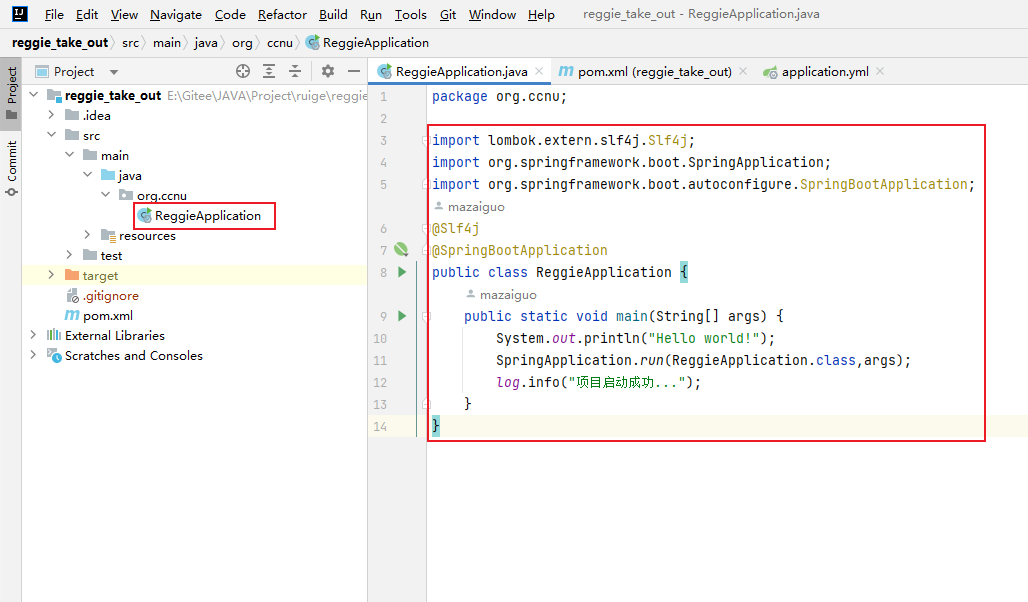 File Edit View Navigate Code Refactor Build Run Tools Git Window Help reggie_take_out - ReggieApplication.java
reggie_take_out src main java org ccnu ReggieApplication
Project
ReggieApplication.java pom.xml (reggie_take_out) application.yml
Project
Commit
reggie_take_out E:\Gitee\JAVA\Project\ruige\reggie
.idea
src
main
java
org.ccnu
ReggieApplication
resources
test
target
.gitignore
pom.xml
External Libraries
Scratches and Consoles
1 package org.ccnu;
2
3 import lombok.extern.slf4j.Slf4j;
4 import org.springframework.boot.SpringApplication;
5 import org.springframework.boot.autoconfigure.SpringBootApplication;
mazaiguo
6 @Slf4j
7 @SpringBootApplication
8 public class ReggieApplication {
mazaiguo
9 public static void main(String[] args) {
10 System.out.println("Hello world!");
11 SpringApplication.run(ReggieApplication.class,args);
12 log.info("项目启动成功...");
13 }
14 }